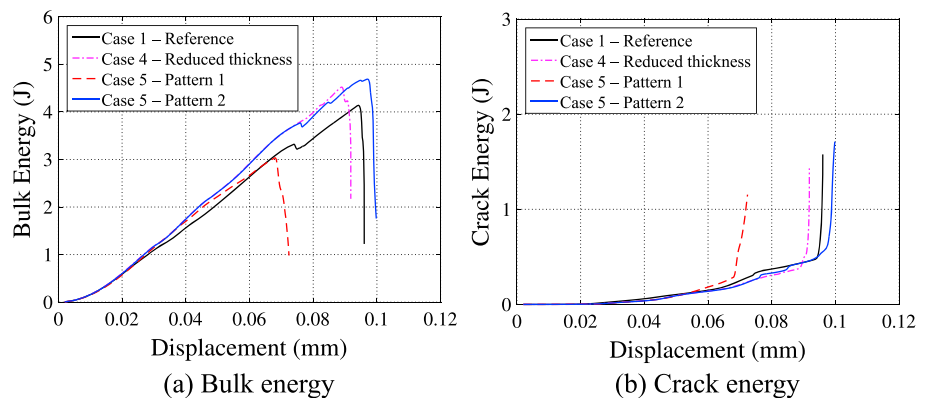 6
5
4
3
2
1
0
Bulk Energy (J)
Case 1 – Reference
Case 4 – Reduced thickness
Case 5 – Pattern 1
Case 5 – Pattern 2
0 0.02 0.04 0.06 0.08 0.1 0.12
Displacement (mm)
(a) Bulk energy
3
2
1
0
Crack Energy (J)
Case 1 – Reference
Case 4 – Reduced thickness
Case 5 – Pattern 1
Case 5 – Pattern 2
0 0.02 0.04 0.06 0.08 0.1 0.12
Displacement (mm)
(b) Crack energy